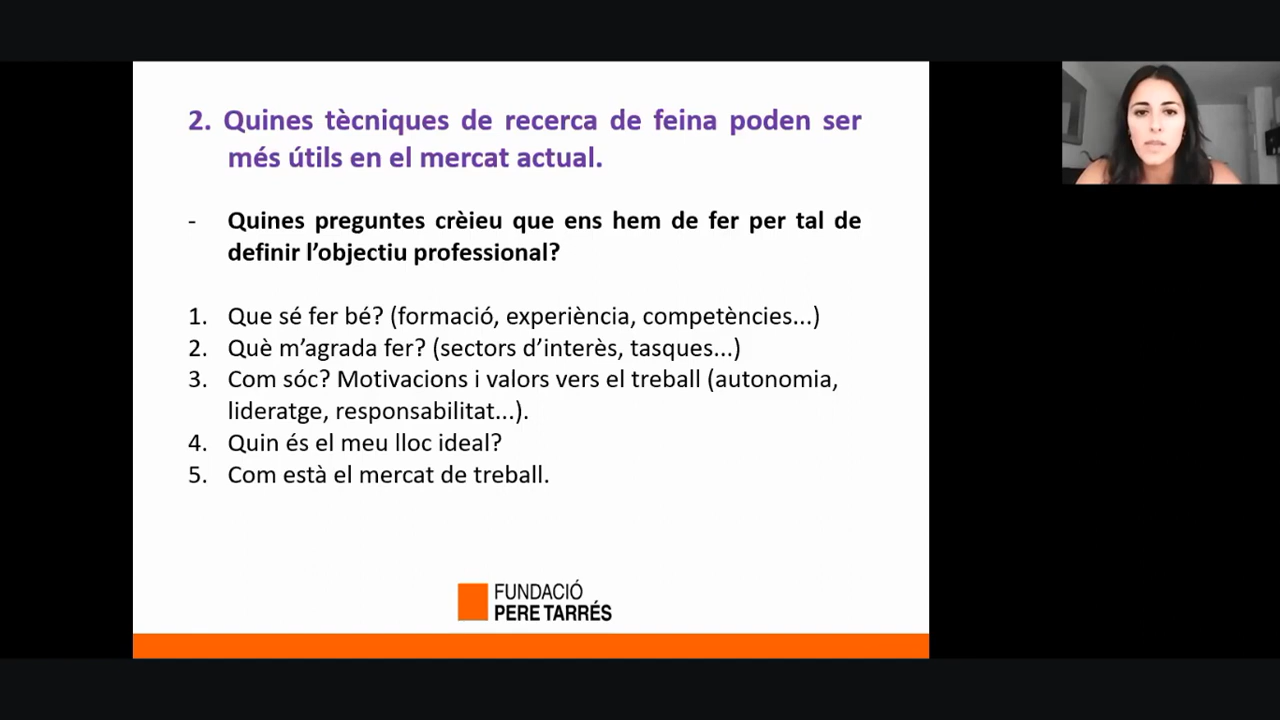 2. Quines tècniques de recerca de feina poden ser
més útils en el mercat actual.
- Quines preguntes crèieu que ens hem de fer per tal de
definir l’objectiu professional?
1. Que sé fer bé? (formació, experiència, competències...)
2. Què m’agrada fer? (sectors d’interès, tasques...)
3. Com sóc? Motivacions i valors vers el treball (autonomia,
lideratge, responsabilitat...).
4. Quin és el meu lloc ideal?
5. Com està el mercat de treball.
FUNDACIÓ
PERE TARRÉS